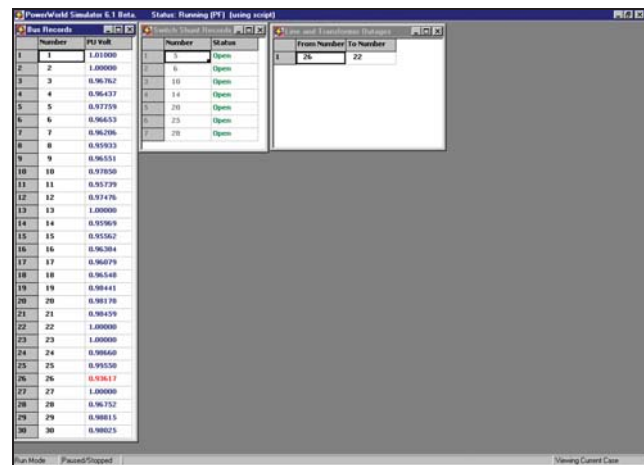 PowerWorld Simulator 6.1 Beta. Status: Running (PF) (using script)
Bus Records
Number PU Volt
1 1 1.01000
2 2 1.00000
3 3 0.96762
4 4 0.96437
5 5 0.97759
6 6 0.96653
7 7 0.96206
8 8 0.95933
9 9 0.96551
10 10 0.97850
11 11 0.95739
12 12 0.97476
13 13 1.00000
14 14 0.95969
15 15 0.95562
16 16 0.96304
17 17 0.96079
18 18 0.96548
19 19 0.98441
20 20 0.98178
21 21 0.98459
22 22 1.00000
23 23 1.00000
24 24 0.98660
25 25 0.99550
26 26 0.93617
27 27 1.00000
28 28 0.96752
29 29 0.98815
30 30 0.98025
Switch Shunt Records
Number Status
1 5 Open
2 6 Open
3 10 Open
4 14 Open
5 20 Open
6 25 Open
7 28 Open
Line and Transformer Outages
From Number To Number
1 26 22
Run Mode Paused/Stopped Viewing Current Case